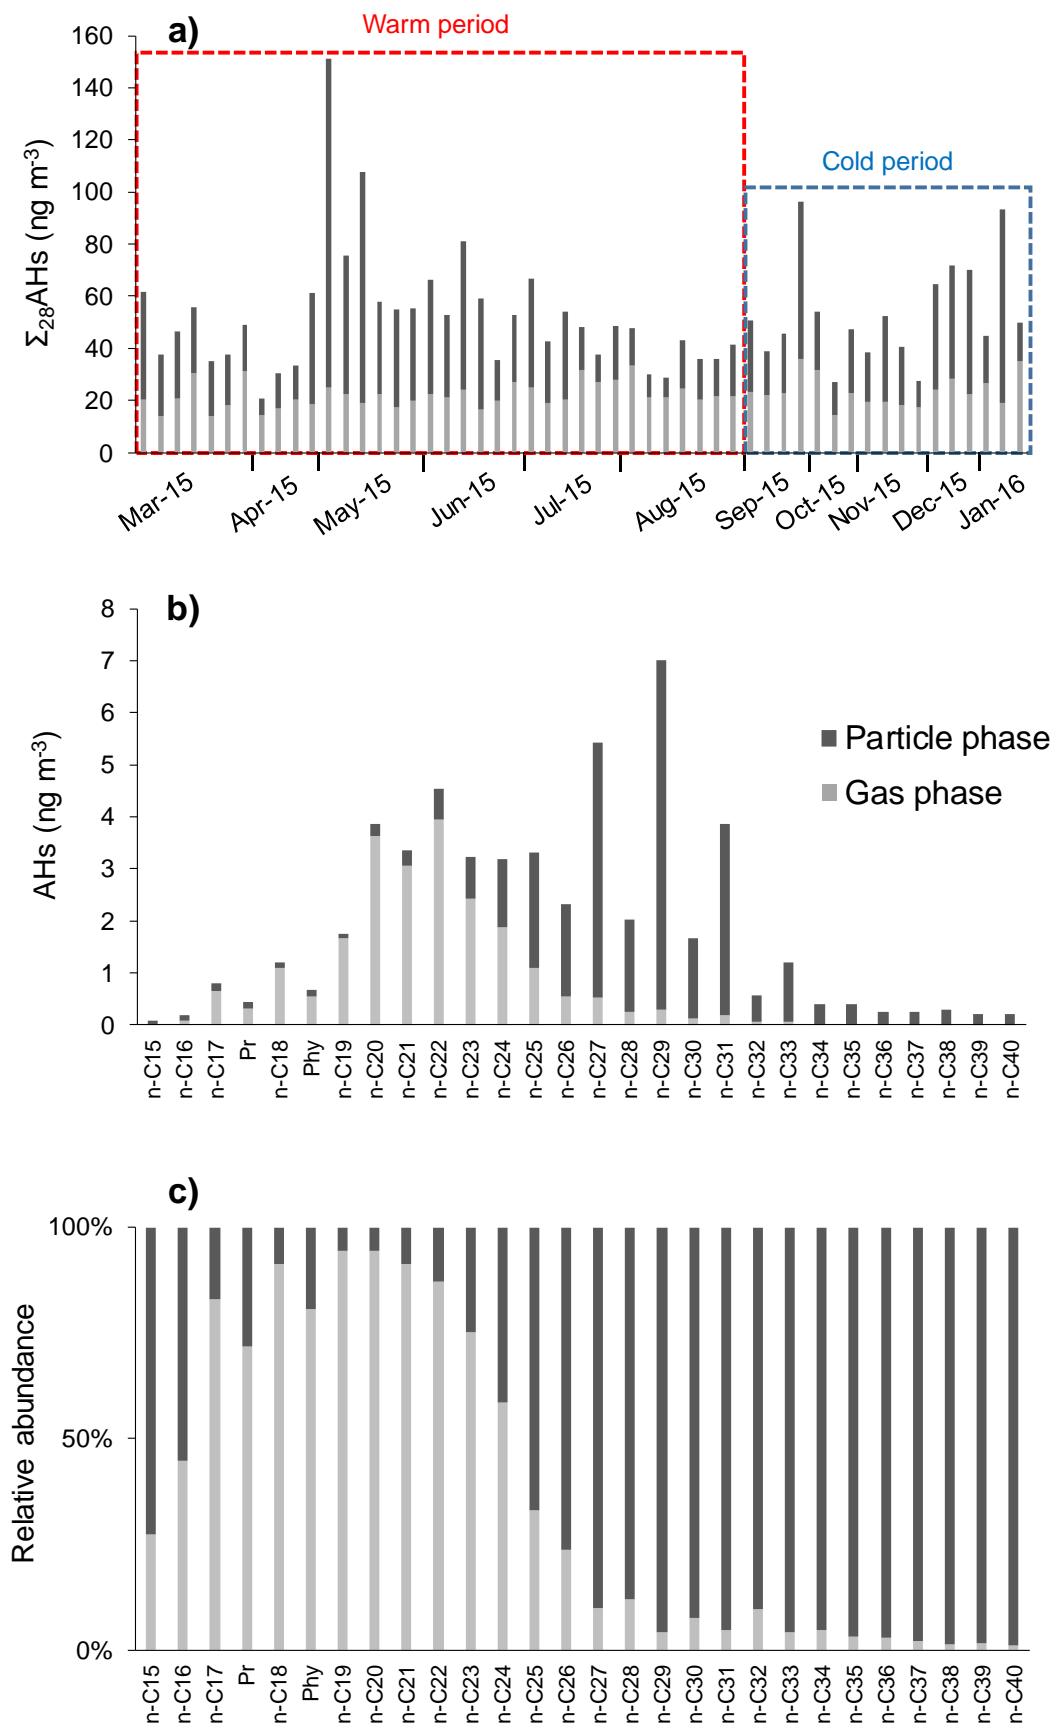 a)
Warm period
Cold period
Σ28AHs (ng m-3)
160
140
120
100
80
60
40
20
0
Mar-15
Apr-15
May-15
Jun-15
Jul-15
Aug-15
Sep-15
Oct-15
Nov-15
Dec-15
Jan-16
b)
AHs (ng m-3)
8
7
6
5
4
3
2
1
0
Particle phase
Gas phase
n-C15
n-C16
n-C17
Pr
n-C18
Phy
n-C19
n-C20
n-C21
n-C22
n-C23
n-C24
n-C25
n-C26
n-C27
n-C28
n-C29
n-C30
n-C31
n-C32
n-C33
n-C34
n-C35
n-C36
n-C37
n-C38
n-C39
n-C40
c)
Relative abundance
100%
50%
0%
n-C15
n-C16
n-C17
Pr
n-C18
Phy
n-C19
n-C20
n-C21
n-C22
n-C23
n-C24
n-C25
n-C26
n-C27
n-C28
n-C29
n-C30
n-C31
n-C32
n-C33
n-C34
n-C35
n-C36
n-C37
n-C38
n-C39
n-C40